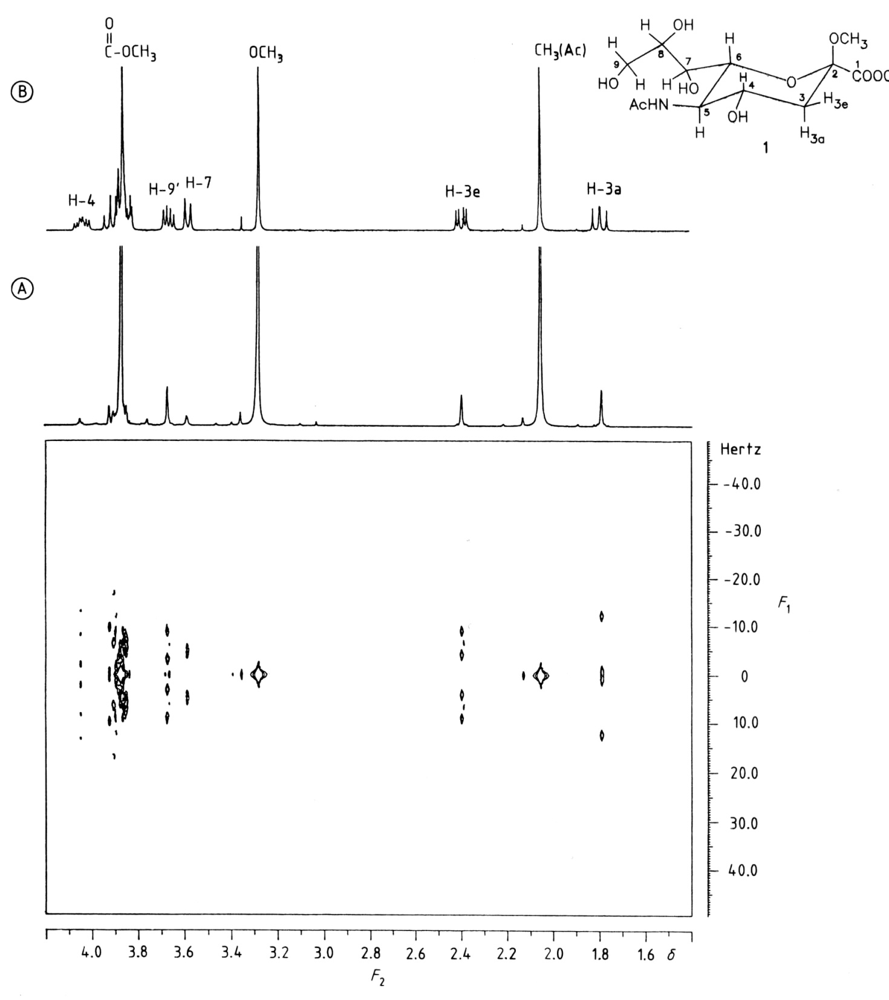 O
C-OCH₃
OCH₃
CH₃(Ac)
B
H-4
H-9'
H-7
H-3e
H-3a
H
OH
H
H
OCH₃
9
8
7
6
HO
H
H
HO
O
2
1
COOC
H
4
3
H₃e
AcHN
5
OH
H
H₃a
1
A
Hertz
-40.0
-30.0
-20.0
F₁
-10.0
0
10.0
20.0
30.0
40.0
4.0 3.8 3.6 3.4 3.2 3.0 2.8 2.6 2.4 2.2 2.0 1.8 1.6 δ
F₂